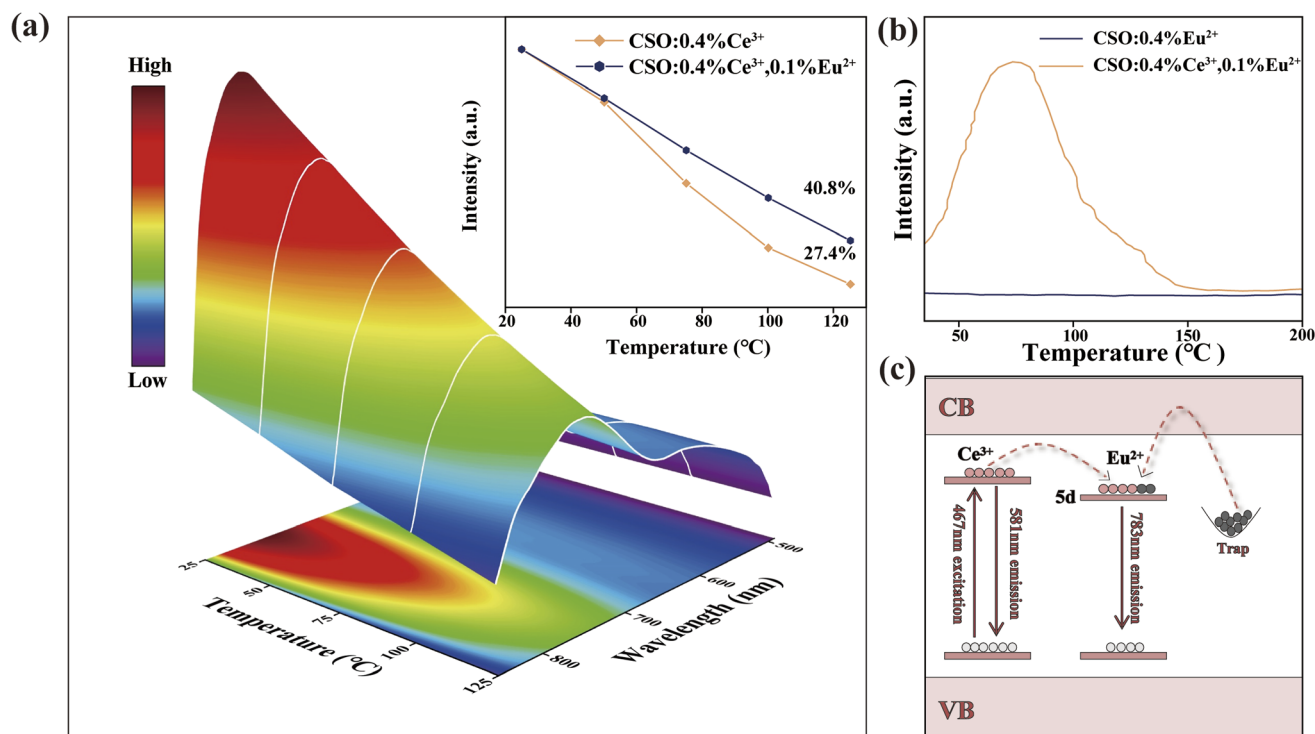 (a)
High
Low
Intensity (a.u.)
CSO:0.4%Ce³⁺
CSO:0.4%Ce³⁺,0.1%Eu²⁺
40.8%
27.4%
20
40
60
80
100
120
Temperature (℃)
25
50
75
100
125
Temperature (℃)
500
600
700
800
Wavelength (nm)
(b)
Intensity (a.u.)
CSO:0.4%Eu²⁺
CSO:0.4%Ce³⁺,0.1%Eu²⁺
50
100
150
200
Temperature (℃)
(c)
CB
Ce³⁺
Eu²⁺
5d
467nm excitation
581nm emission
783nm emission
Trap
VB